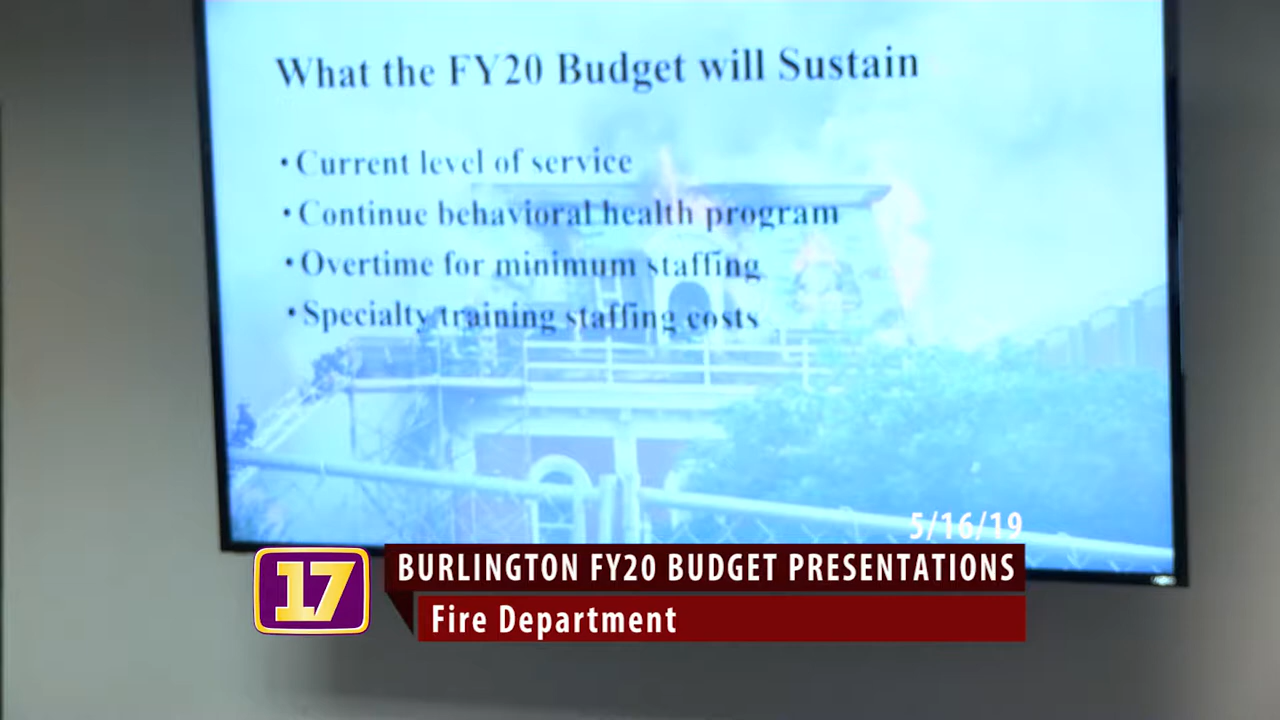 What the FY20 Budget will Sustain
• Current level of service
• Continue behavioral health program
• Overtime for minimum staffing
• Specialty training staffing costs
5/16/19
17
BURLINGTON FY20 BUDGET PRESENTATIONS
Fire Department